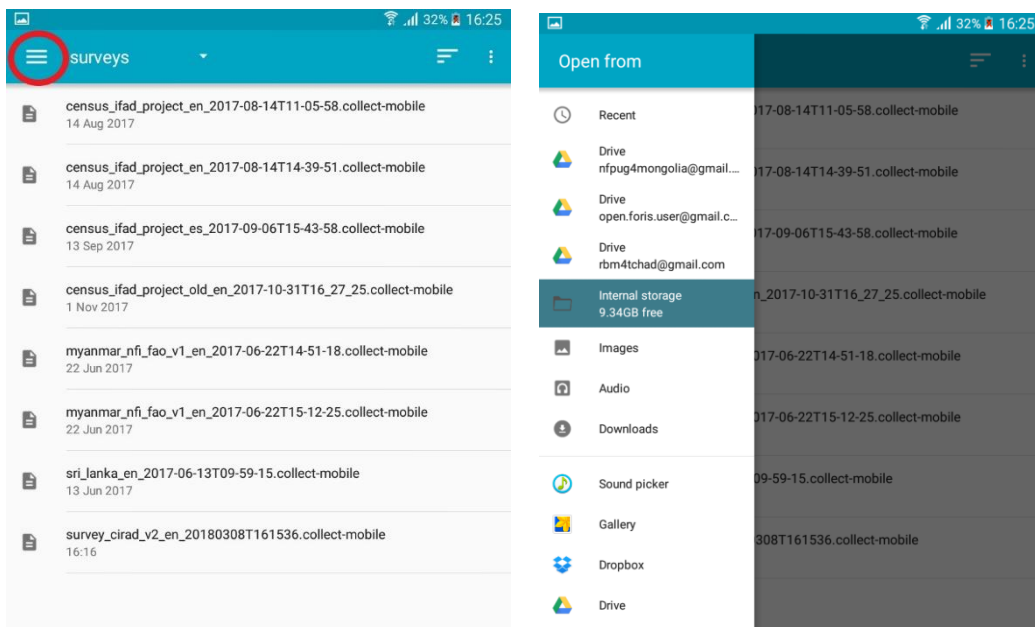 32% 16:25
surveys
census_ifad_project_en_2017-08-14T11-05-58.collect-mobile
14 Aug 2017
census_ifad_project_en_2017-08-14T14-39-51.collect-mobile
14 Aug 2017
census_ifad_project_es_2017-09-06T15-43-58.collect-mobile
13 Sep 2017
census_ifad_project_old_en_2017-10-31T16_27_25.collect-mobile
1 Nov 2017
myanmar_nfi_fao_v1_en_2017-06-22T14-51-18.collect-mobile
22 Jun 2017
myanmar_nfi_fao_v1_en_2017-06-22T15-12-25.collect-mobile
22 Jun 2017
sri_lanka_en_2017-06-13T09-59-15.collect-mobile
13 Jun 2017
survey_cirad_v2_en_20180308T161536.collect-mobile
16:16
32% 16:25
Open from
Recent
Drive
nfpug4mongolia@gmail....
Drive
open.foris.user@gmail.c...
Drive
rbm4tchad@gmail.com
Internal storage
9.34GB free
Images
Audio
Downloads
Sound picker
Gallery
Dropbox
Drive
017-08-14T11-05-58.collect-mobile
017-08-14T14-39-51.collect-mobile
017-09-06T15-43-58.collect-mobile
n_2017-10-31T16_27_25.collect-mobile
017-06-22T14-51-18.collect-mobile
017-06-22T15-12-25.collect-mobile
09-59-15.collect-mobile
308T161536.collect-mobile